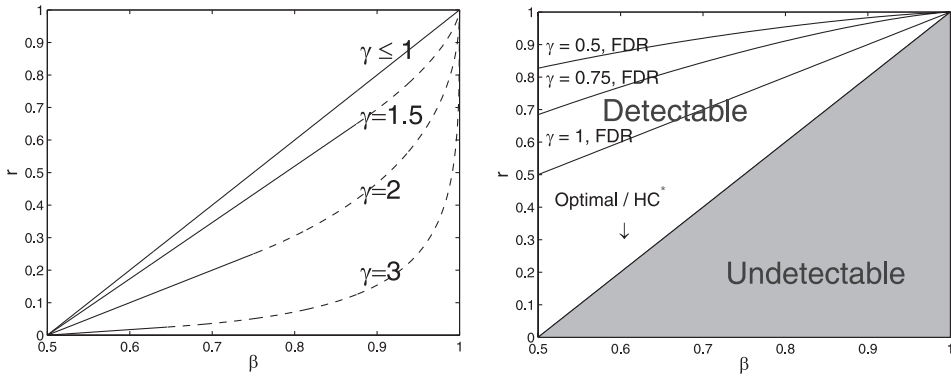 1
0.9
0.8
0.7
0.6
0.5
0.4
0.3
0.2
0.1
0
r
γ ≤ 1
γ=1.5
γ=2
γ=3
0.5 0.6 0.7 0.8 0.9 1
β
1
0.9
0.8
0.7
0.6
0.5
0.4
0.3
0.2
0.1
0
r
γ = 0.5, FDR
γ = 0.75, FDR
Detectable
γ = 1, FDR
Optimal / HC*
↓
Undetectable
0.5 0.6 0.7 0.8 0.9 1
β